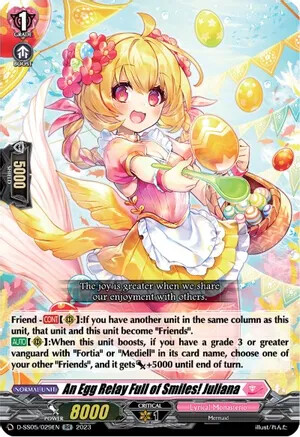 1
GRADE
BOOST
5000
SHIELD
The joy is greater when we share
our enjoyment with others.
Friend - CONT【】:If you have another unit in the same column as this
unit, that unit and this unit become "Friends".
AUTO【】:When this unit boosts, if you have a grade 3 or greater
vanguard with "Fortia" or "Mediell" in its card name, choose one of
your other "Friends", and it gets +5000 until end of turn.
NORMAL UNIT
An Egg Relay Full of Smiles! Juliana
POWER
8000
CRITICAL
1
Lyrical Monasterio
Mermaid
D-SS05/029EN RR 2023